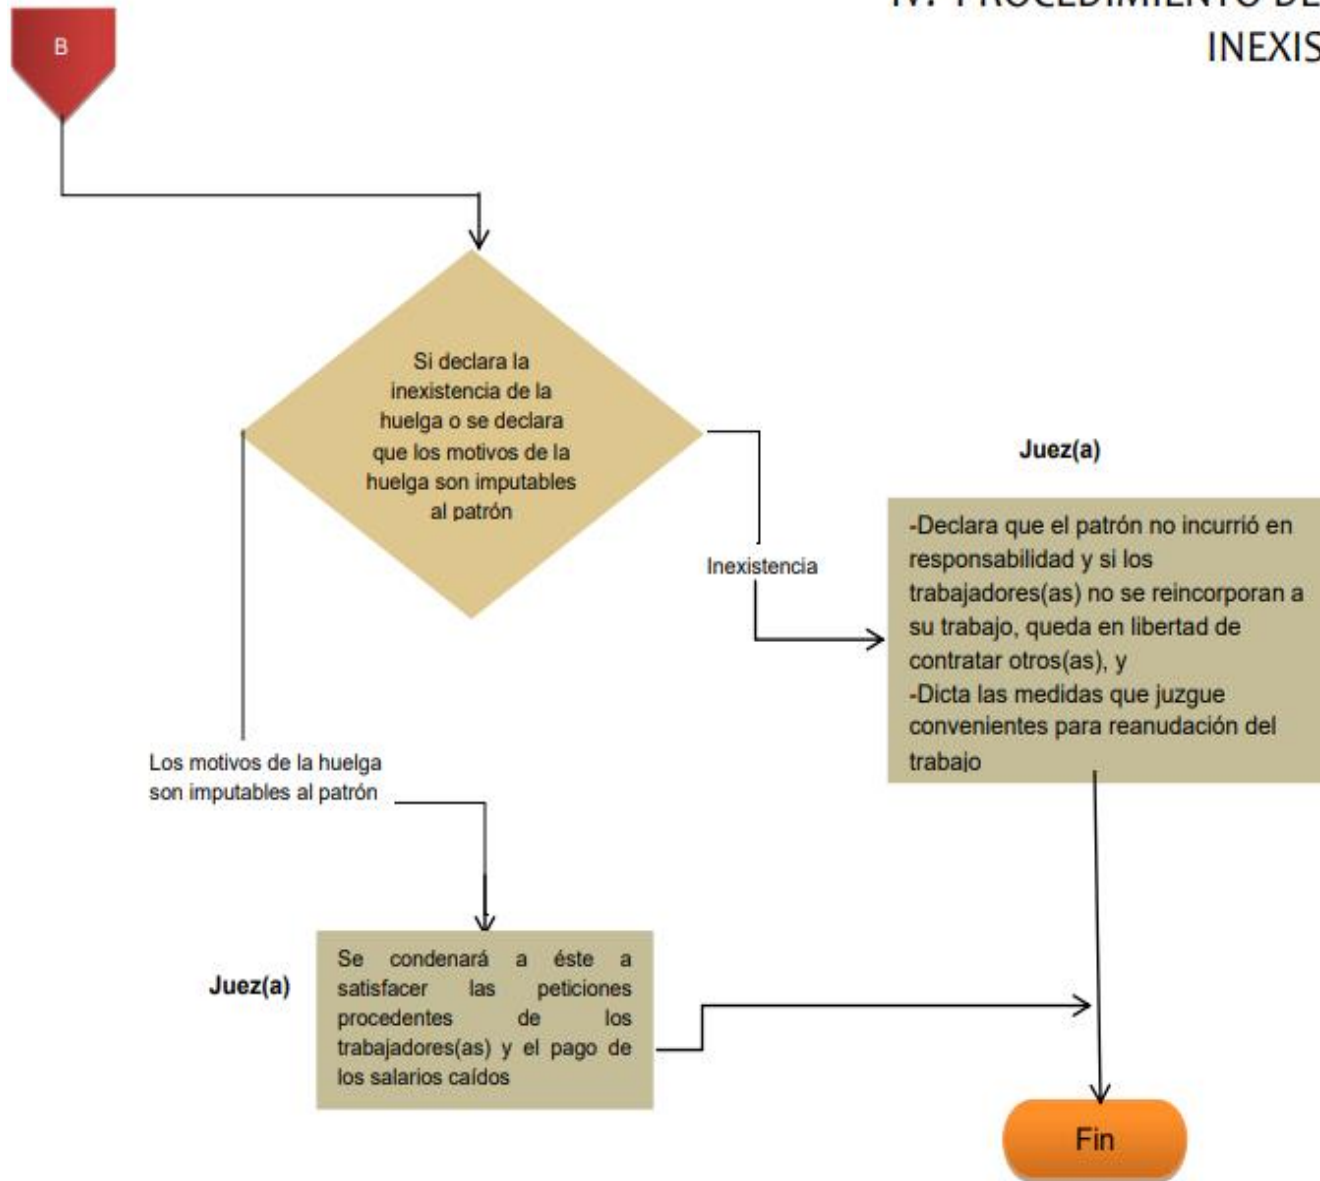 IV. PROCEDIMIENTO DE
INEXIS
B
Si declara la
inexistencia de la
huelga o se declara
que los motivos de la
huelga son imputables
al patrón
Inexistencia
Juez(a)
-Declara que el patrón no incurrió en
responsabilidad y si los
trabajadores(as) no se reincorporan a
su trabajo, queda en libertad de
contratar otros(as), y
-Dicta las medidas que juzgue
convenientes para reanudación del
trabajo
Los motivos de la huelga
son imputables al patrón
Juez(a)
Se condenará a éste a
satisfacer las peticiones
procedentes de los
trabajadores(as) y el pago de
los salarios caídos
Fin